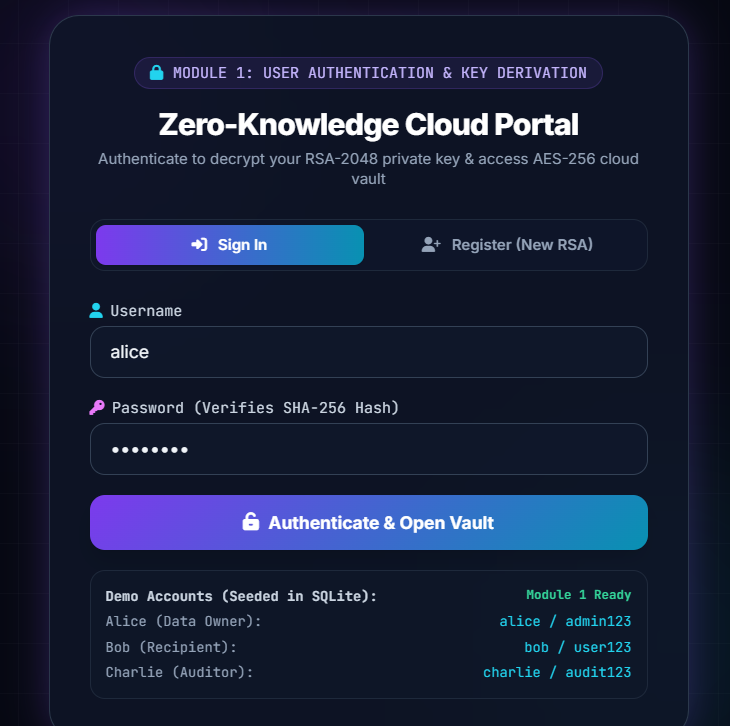 MODULE 1: USER AUTHENTICATION & KEY DERIVATION
Zero-Knowledge Cloud Portal
Authenticate to decrypt your RSA-2048 private key & access AES-256 cloud
vault
Sign In
Register (New RSA)
Username
alice
Password (Verifies SHA-256 Hash)
••••••••
Authenticate & Open Vault
Demo Accounts (Seeded in SQLite): Module 1 Ready
Alice (Data Owner): alice / admin123
Bob (Recipient): bob / user123
Charlie (Auditor): charlie / audit123